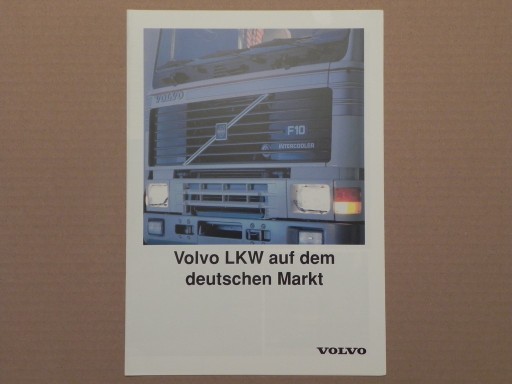 VOLVO
F10
INTERCOOLER
Volvo LKW auf dem
deutschen Markt
VOLVO